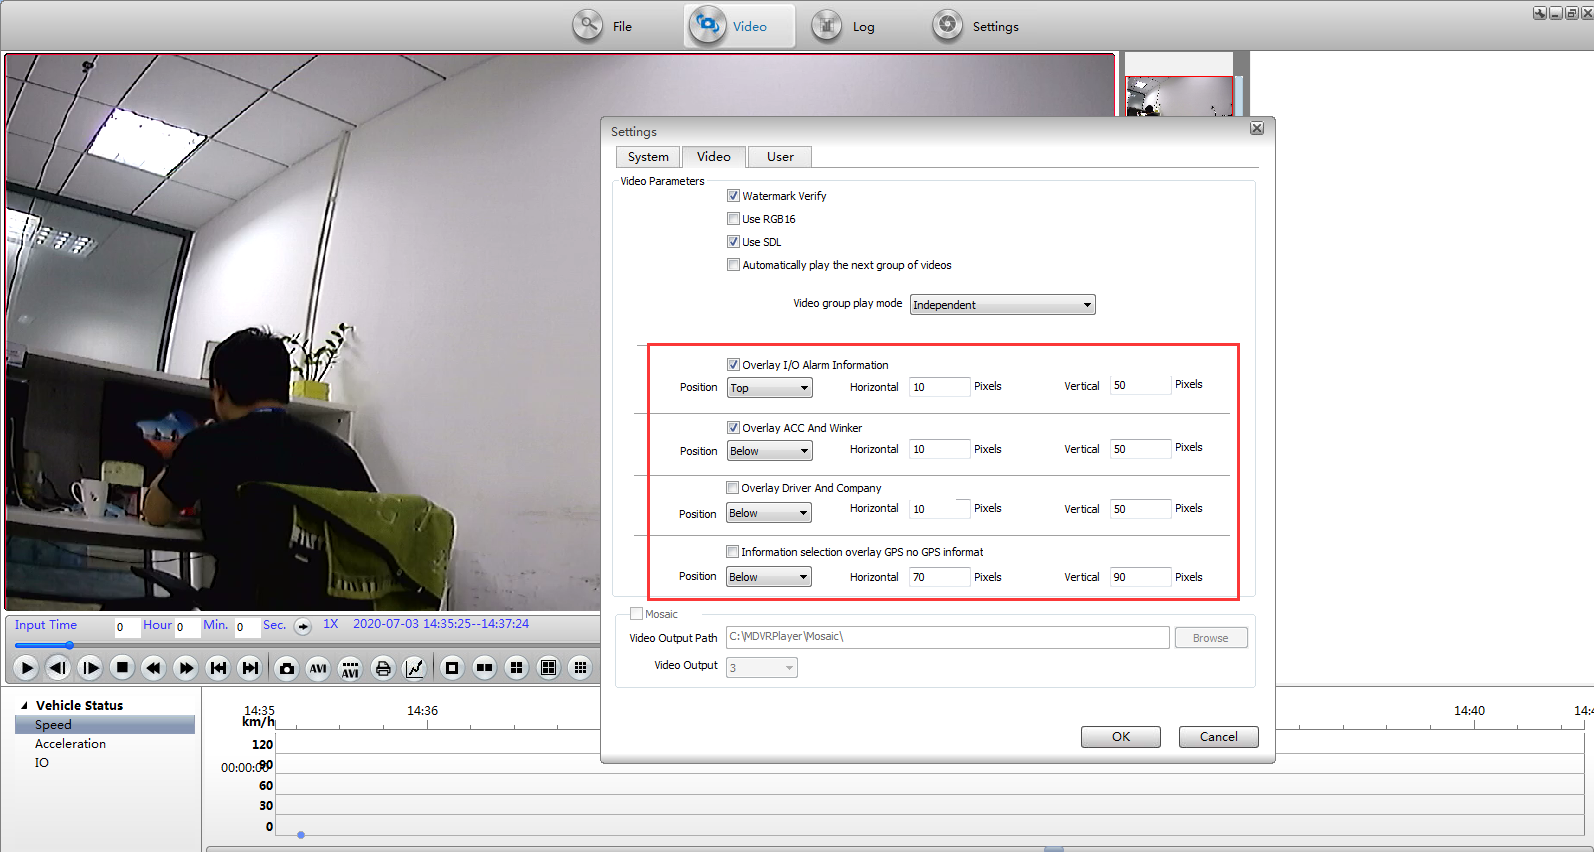 File Video Log Settings
Settings
System Video User
Video Parameters
Watermark Verify
Use RGB16
Use SDL
Automatically play the next group of videos
Video group play mode Independent
Overlay I/O Alarm Information
Position Top Horizontal 10 Pixels Vertical 50 Pixels
Overlay ACC And Winker
Position Below Horizontal 10 Pixels Vertical 50 Pixels
Overlay Driver And Company
Position Below Horizontal 10 Pixels Vertical 50 Pixels
Information selection overlay GPS no GPS informat
Position Below Horizontal 70 Pixels Vertical 90 Pixels
Mosaic
Video Output Path C:\MDVRPlayer\Mosaic\ Browse
Video Output 3
OK Cancel
Input Time 0 Hour 0 Min. 0 Sec. 1X 2020-07-03 14:35:25--14:37:24
AVI AVI
Vehicle Status
Speed
Acceleration
IO
14:35 14:36 14:40 14:4
km/h
120
00:00:00 90
60
30
0